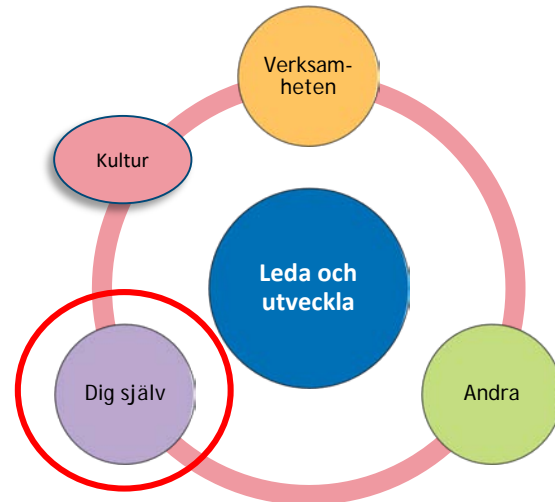 Verksam-
heten
Kultur
Leda och
utveckla
Dig själv
Andra